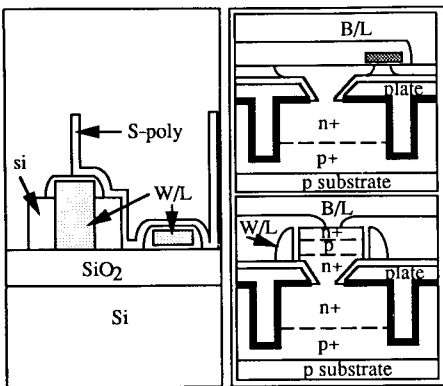 S-poly
si
W/L
W/L
SiO2
Si
B/L
plate
n+
p+
p substrate
B/L
W/L
n+
p
n+
plate
n+
p+
p substrate